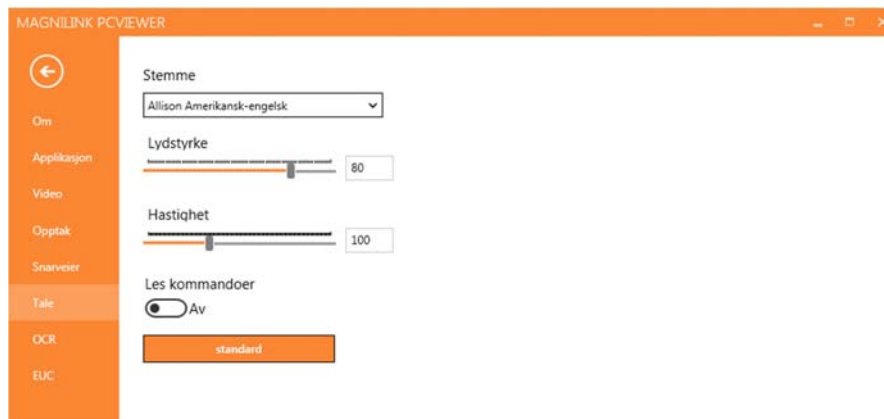 MAGNILINK PCVIEWER
Om
Applikasjon
Video
Opptak
Snarveier
Tale
OCR
EUC
Stemme
Allison Amerikansk-engelsk
Lydstyrke
80
Hastighet
100
Les kommandoer
Av
standard